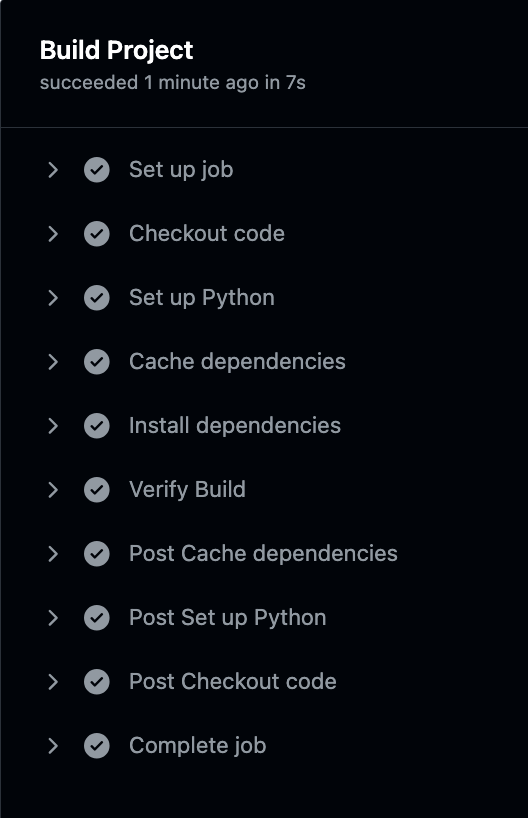 Build Project
succeeded 1 minute ago in 7s
Set up job
Checkout code
Set up Python
Cache dependencies
Install dependencies
Verify Build
Post Cache dependencies
Post Set up Python
Post Checkout code
Complete job